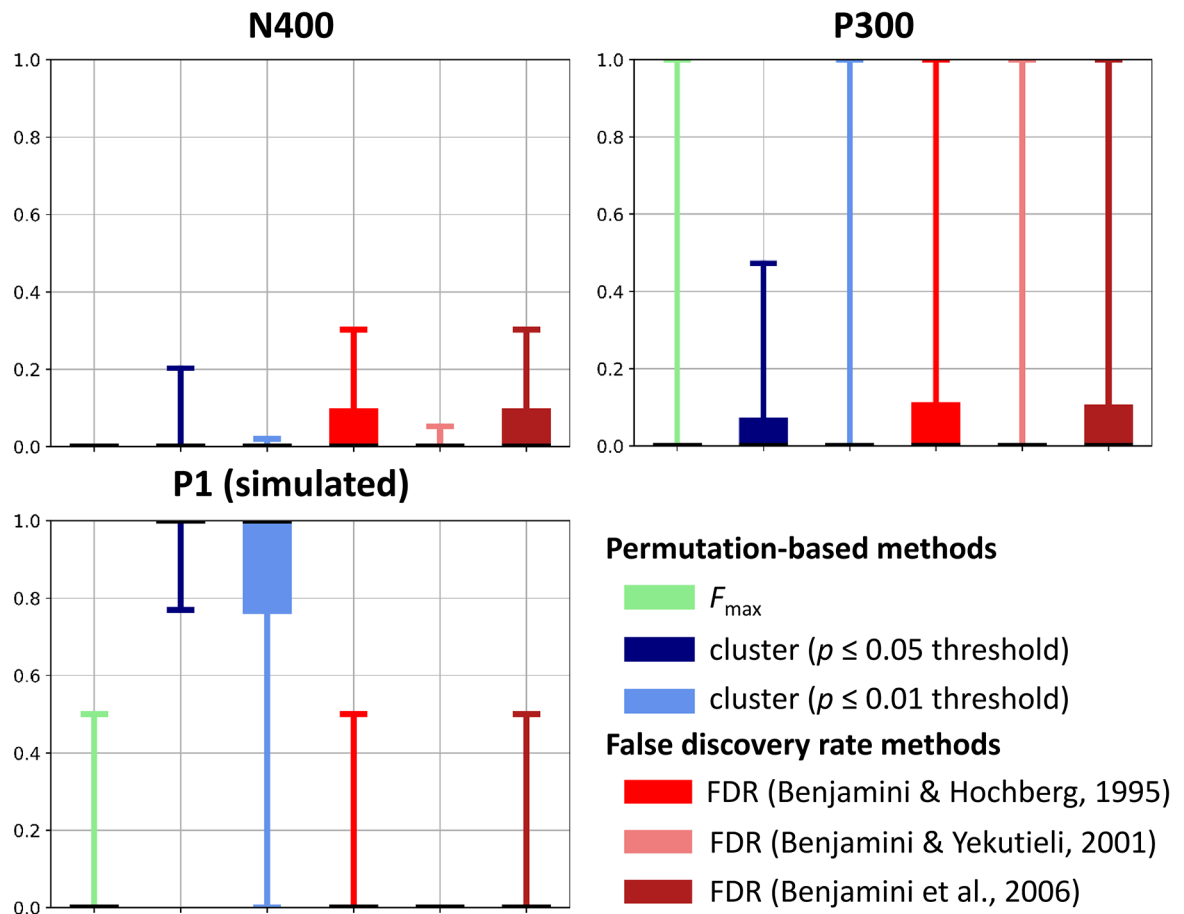 N400
1.0
0.8
0.6
0.4
0.2
0.0
P300
1.0
0.8
0.6
0.4
0.2
0.0
P1 (simulated)
1.0
0.8
0.6
0.4
0.2
0.0
Permutation-based methods
Fmax
cluster (p ≤ 0.05 threshold)
cluster (p ≤ 0.01 threshold)
False discovery rate methods
FDR (Benjamini & Hochberg, 1995)
FDR (Benjamini & Yekutieli, 2001)
FDR (Benjamini et al., 2006)